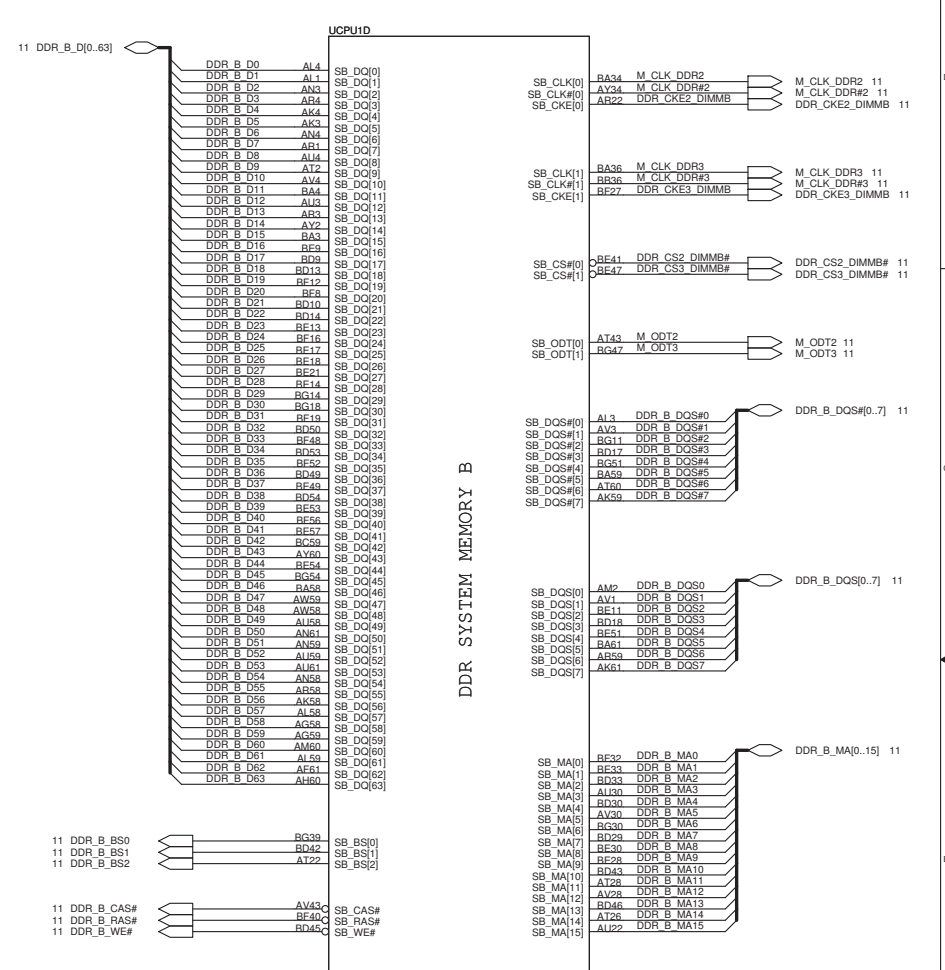 UCPU1D
11 DDR_B_D[0..63]
DDR_B_D0 AL4 SB_DQ[0]
DDR_B_D1 AL1 SB_DQ[1]
DDR_B_D2 AN3 SB_DQ[2]
DDR_B_D3 AR4 SB_DQ[3]
DDR_B_D4 AK4 SB_DQ[4]
DDR_B_D5 AK3 SB_DQ[5]
DDR_B_D6 AN4 SB_DQ[6]
DDR_B_D7 AR1 SB_DQ[7]
DDR_B_D8 AU4 SB_DQ[8]
DDR_B_D9 AT2 SB_DQ[9]
DDR_B_D10 AV4 SB_DQ[10]
DDR_B_D11 BA4 SB_DQ[11]
DDR_B_D12 AU3 SB_DQ[12]
DDR_B_D13 AR3 SB_DQ[13]
DDR_B_D14 AY2 SB_DQ[14]
DDR_B_D15 BA3 SB_DQ[15]
DDR_B_D16 BE9 SB_DQ[16]
DDR_B_D17 BD9 SB_DQ[17]
DDR_B_D18 BD13 SB_DQ[18]
DDR_B_D19 BF12 SB_DQ[19]
DDR_B_D20 BF8 SB_DQ[20]
DDR_B_D21 BD10 SB_DQ[21]
DDR_B_D22 BD14 SB_DQ[22]
DDR_B_D23 BE13 SB_DQ[23]
DDR_B_D24 BF16 SB_DQ[24]
DDR_B_D25 BE17 SB_DQ[25]
DDR_B_D26 BE18 SB_DQ[26]
DDR_B_D27 BE21 SB_DQ[27]
DDR_B_D28 BE14 SB_DQ[28]
DDR_B_D29 BG14 SB_DQ[29]
DDR_B_D30 BG18 SB_DQ[30]
DDR_B_D31 BF19 SB_DQ[31]
DDR_B_D32 BD50 SB_DQ[32]
DDR_B_D33 BF48 SB_DQ[33]
DDR_B_D34 BD53 SB_DQ[34]
DDR_B_D35 BF52 SB_DQ[35]
DDR_B_D36 BD49 SB_DQ[36]
DDR_B_D37 BE49 SB_DQ[37]
DDR_B_D38 BD54 SB_DQ[38]
DDR_B_D39 BE53 SB_DQ[39]
DDR_B_D40 BF56 SB_DQ[40]
DDR_B_D41 BE57 SB_DQ[41]
DDR_B_D42 BC59 SB_DQ[42]
DDR_B_D43 AY60 SB_DQ[43]
DDR_B_D44 BE54 SB_DQ[44]
DDR_B_D45 BG54 SB_DQ[45]
DDR_B_D46 BA58 SB_DQ[46]
DDR_B_D47 AW59 SB_DQ[47]
DDR_B_D48 AW58 SB_DQ[48]
DDR_B_D49 AU58 SB_DQ[49]
DDR_B_D50 AN61 SB_DQ[50]
DDR_B_D51 AN59 SB_DQ[51]
DDR_B_D52 AU59 SB_DQ[52]
DDR_B_D53 AU61 SB_DQ[53]
DDR_B_D54 AN58 SB_DQ[54]
DDR_B_D55 AR58 SB_DQ[55]
DDR_B_D56 AK58 SB_DQ[56]
DDR_B_D57 AL58 SB_DQ[57]
DDR_B_D58 AG58 SB_DQ[58]
DDR_B_D59 AG59 SB_DQ[59]
DDR_B_D60 AM60 SB_DQ[60]
DDR_B_D61 AL59 SB_DQ[61]
DDR_B_D62 AF61 SB_DQ[62]
DDR_B_D63 AH60 SB_DQ[63]
11 DDR_B_BS0 BG39 SB_BS[0]
11 DDR_B_BS1 BD42 SB_BS[1]
11 DDR_B_BS2 AT22 SB_BS[2]
11 DDR_B_CAS# AV43 SB_CAS#
11 DDR_B_RAS# BF40 SB_RAS#
11 DDR_B_WE# BD45 SB_WE#
DDR SYSTEM MEMORY B
SB_CLK[0] BA34 M_CLK_DDR2 M_CLK_DDR2 11
SB_CLK#[0] AY34 M_CLK_DDR#2 M_CLK_DDR#2 11
SB_CKE[0] AR22 DDR_CKE2_DIMMB DDR_CKE2_DIMMB 11
SB_CLK[1] BA36 M_CLK_DDR3 M_CLK_DDR3 11
SB_CLK#[1] BB36 M_CLK_DDR#3 M_CLK_DDR#3 11
SB_CKE[1] BF27 DDR_CKE3_DIMMB DDR_CKE3_DIMMB 11
SB_CS#[0] BE41 DDR_CS2_DIMMB# DDR_CS2_DIMMB# 11
SB_CS#[1] BE47 DDR_CS3_DIMMB# DDR_CS3_DIMMB# 11
SB_ODT[0] AT43 M_ODT2 M_ODT2 11
SB_ODT[1] BG47 M_ODT3 M_ODT3 11
DDR_B_DQS#[0..7] 11
SB_DQS#[0] AL3 DDR_B_DQS#0
SB_DQS#[1] AV3 DDR_B_DQS#1
SB_DQS#[2] BG11 DDR_B_DQS#2
SB_DQS#[3] BD17 DDR_B_DQS#3
SB_DQS#[4] BG51 DDR_B_DQS#4
SB_DQS#[5] BA59 DDR_B_DQS#5
SB_DQS#[6] AT60 DDR_B_DQS#6
SB_DQS#[7] AK59 DDR_B_DQS#7
DDR_B_DQS[0..7] 11
SB_DQS[0] AM2 DDR_B_DQS0
SB_DQS[1] AV1 DDR_B_DQS1
SB_DQS[2] BE11 DDR_B_DQS2
SB_DQS[3] BD18 DDR_B_DQS3
SB_DQS[4] BE51 DDR_B_DQS4
SB_DQS[5] BA61 DDR_B_DQS5
SB_DQS[6] AR59 DDR_B_DQS6
SB_DQS[7] AK61 DDR_B_DQS7
DDR_B_MA[0..15] 11
SB_MA[0] BF32 DDR_B_MA0
SB_MA[1] BE33 DDR_B_MA1
SB_MA[2] BD33 DDR_B_MA2
SB_MA[3] AU30 DDR_B_MA3
SB_MA[4] BD30 DDR_B_MA4
SB_MA[5] AV30 DDR_B_MA5
SB_MA[6] BG30 DDR_B_MA6
SB_MA[7] BD29 DDR_B_MA7
SB_MA[8] BE30 DDR_B_MA8
SB_MA[9] BE28 DDR_B_MA9
SB_MA[10] BD43 DDR_B_MA10
SB_MA[11] AT28 DDR_B_MA11
SB_MA[12] AV28 DDR_B_MA12
SB_MA[13] BD46 DDR_B_MA13
SB_MA[14] AT26 DDR_B_MA14
SB_MA[15] AU22 DDR_B_MA15